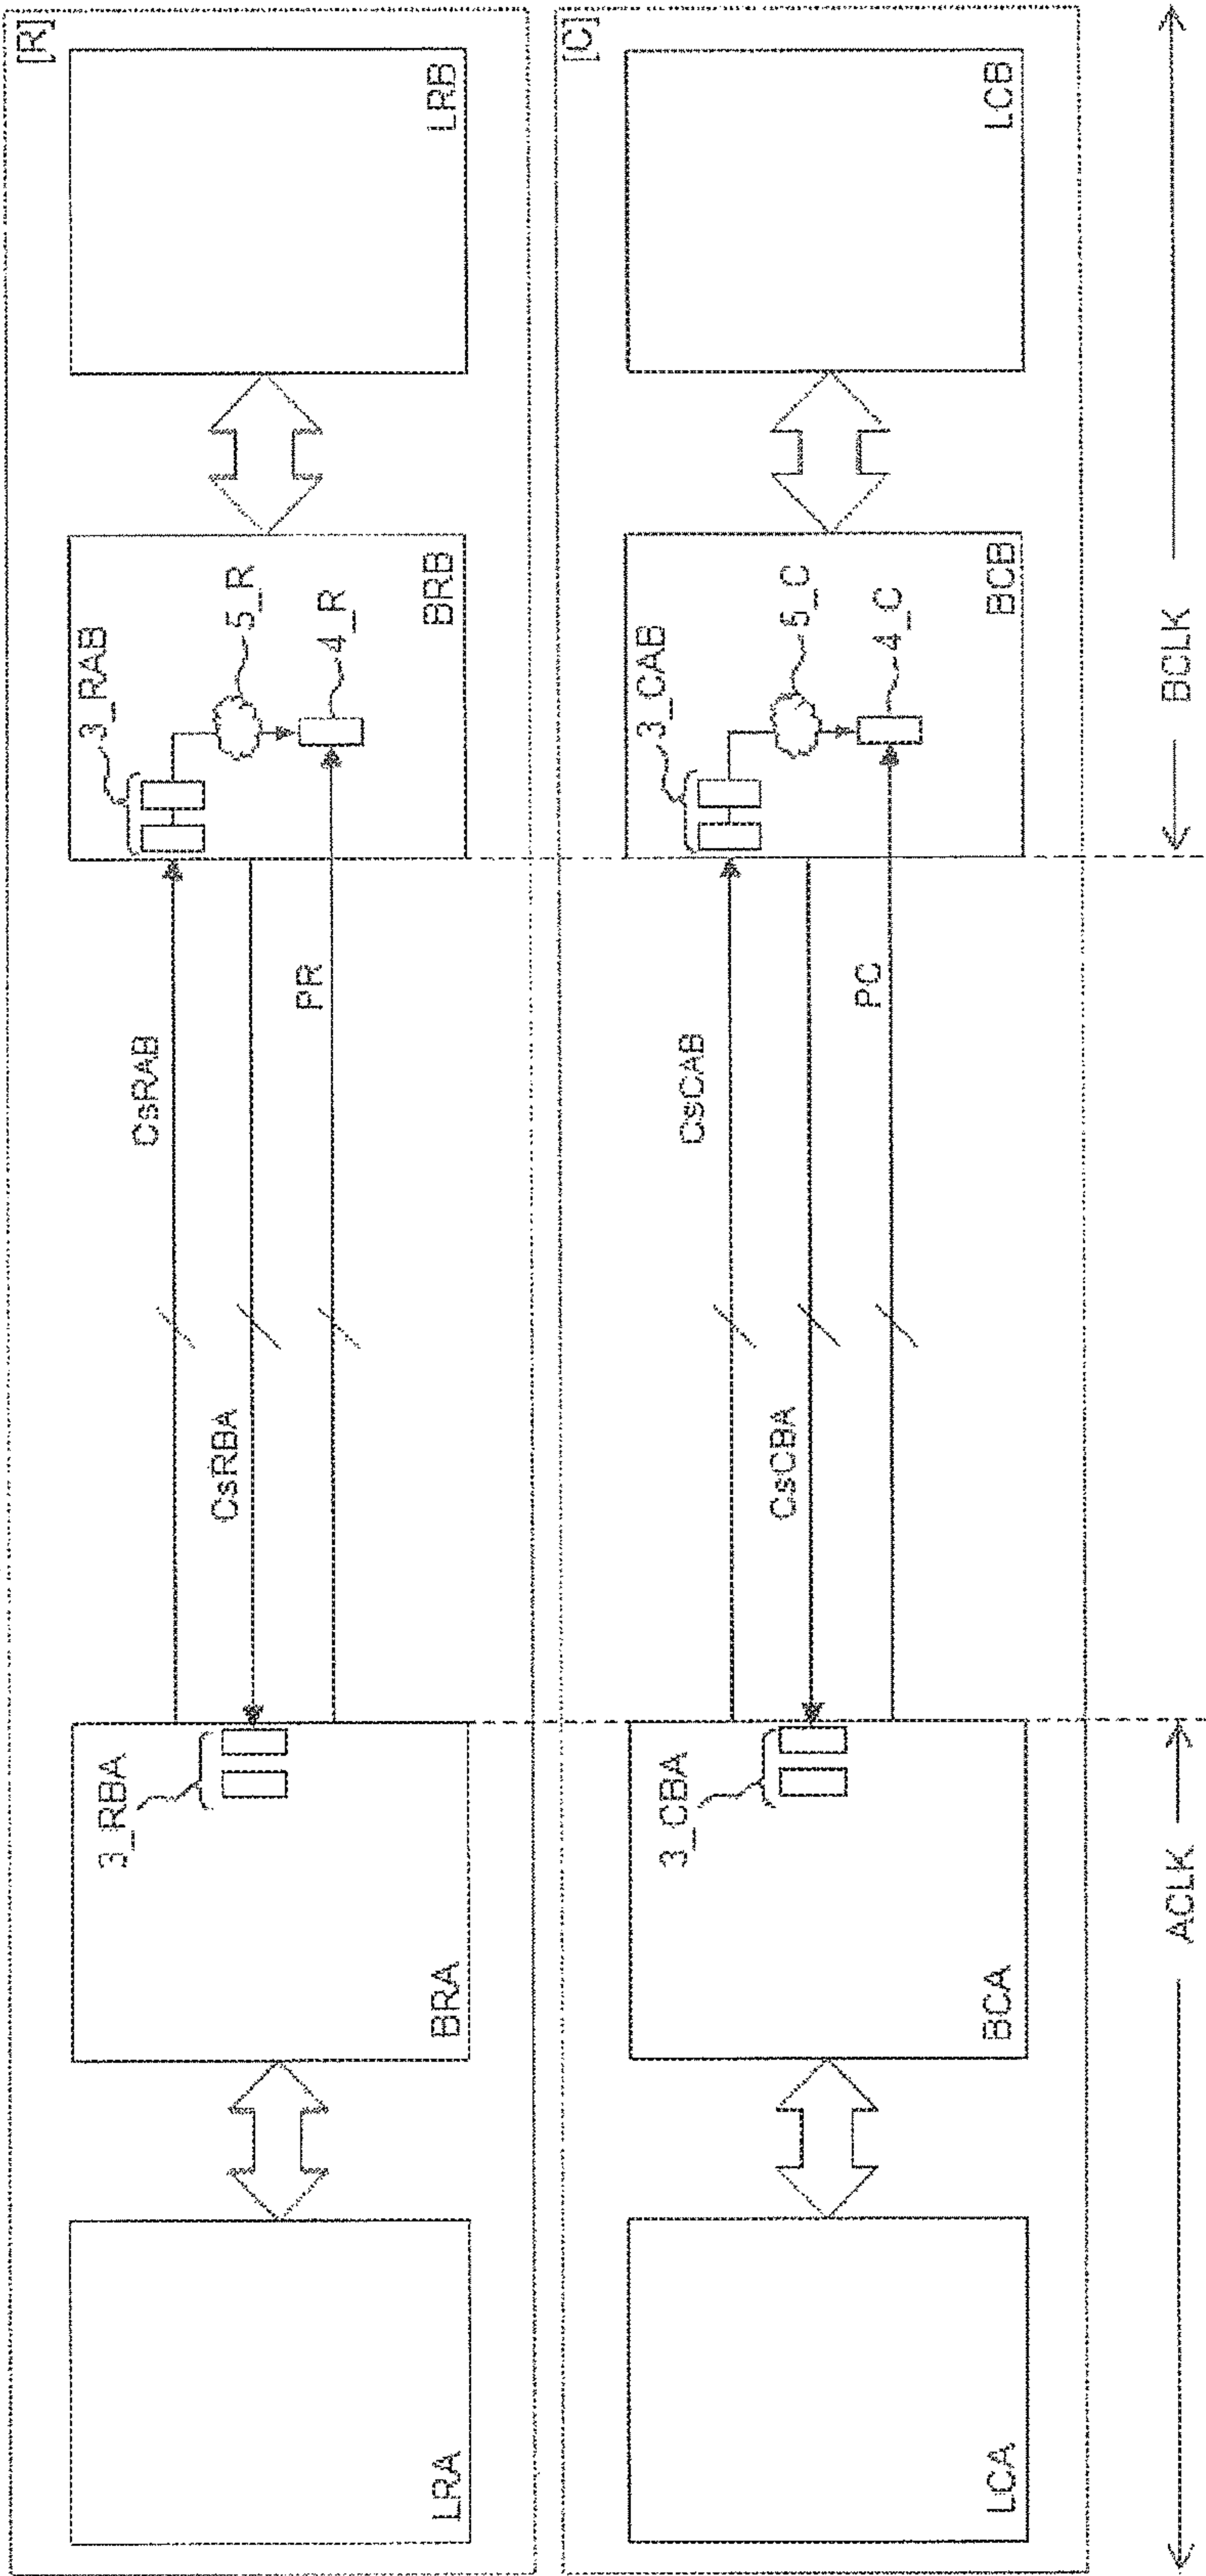 [R]
LRA
BRA
3_RBA
CsRAB
CsRBA
PR
3_RAB
5_R
4_R
BRB
LRB
[C]
LCA
BCA
3_CBA
CsCAB
CsCBA
PC
3_CAB
5_C
4_C
BCB
LCB
ACLK
BCLK